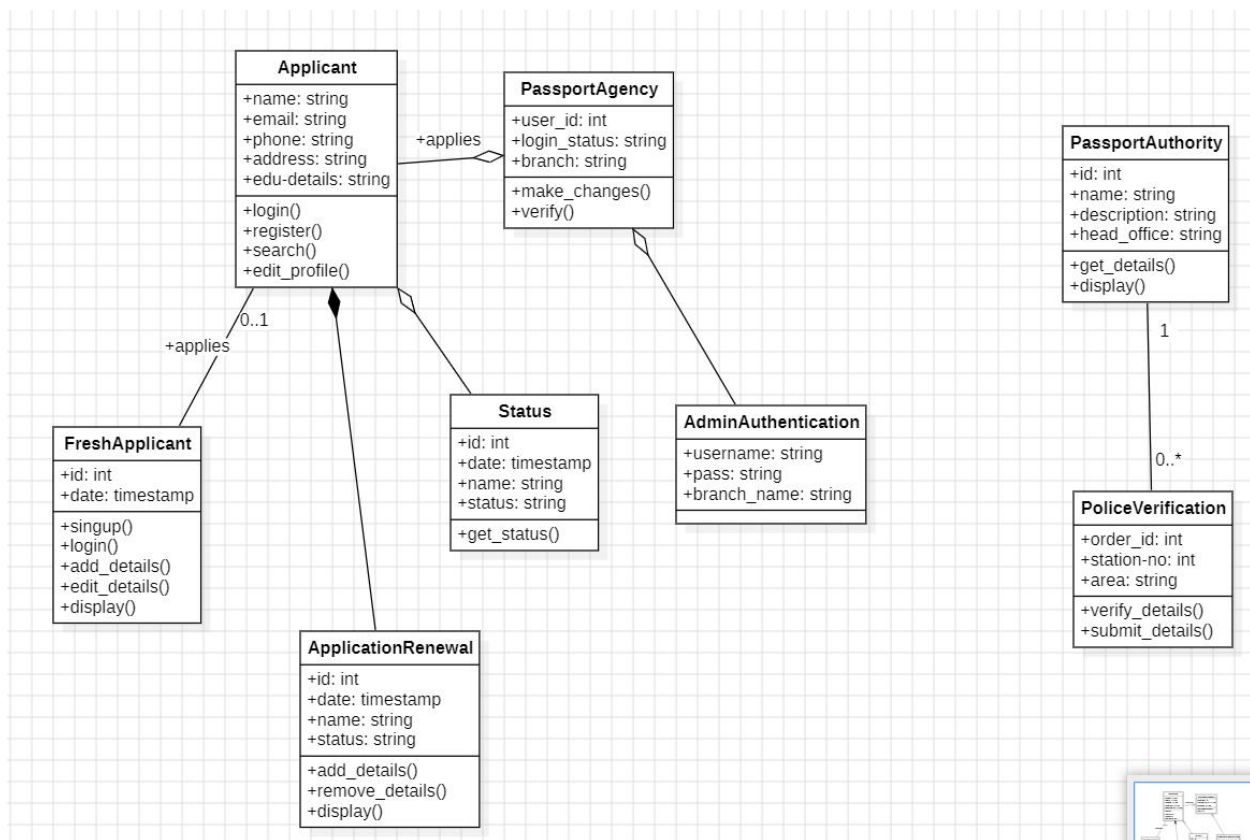 Applicant
+name: string
+email: string
+phone: string
+address: string
+edu-details: string
+login()
+register()
+search()
+edit_profile()
+applies
PassportAgency
+user_id: int
+login_status: string
+branch: string
+make_changes()
+verify()
PassportAuthority
+id: int
+name: string
+description: string
+head_office: string
+get_details()
+display()
0..1
+applies
1
0..*
FreshApplicant
+id: int
+date: timestamp
+singup()
+login()
+add_details()
+edit_details()
+display()
Status
+id: int
+date: timestamp
+name: string
+status: string
+get_status()
AdminAuthentication
+username: string
+pass: string
+branch_name: string
PoliceVerification
+order_id: int
+station-no: int
+area: string
+verify_details()
+submit_details()
ApplicationRenewal
+id: int
+date: timestamp
+name: string
+status: string
+add_details()
+remove_details()
+display()